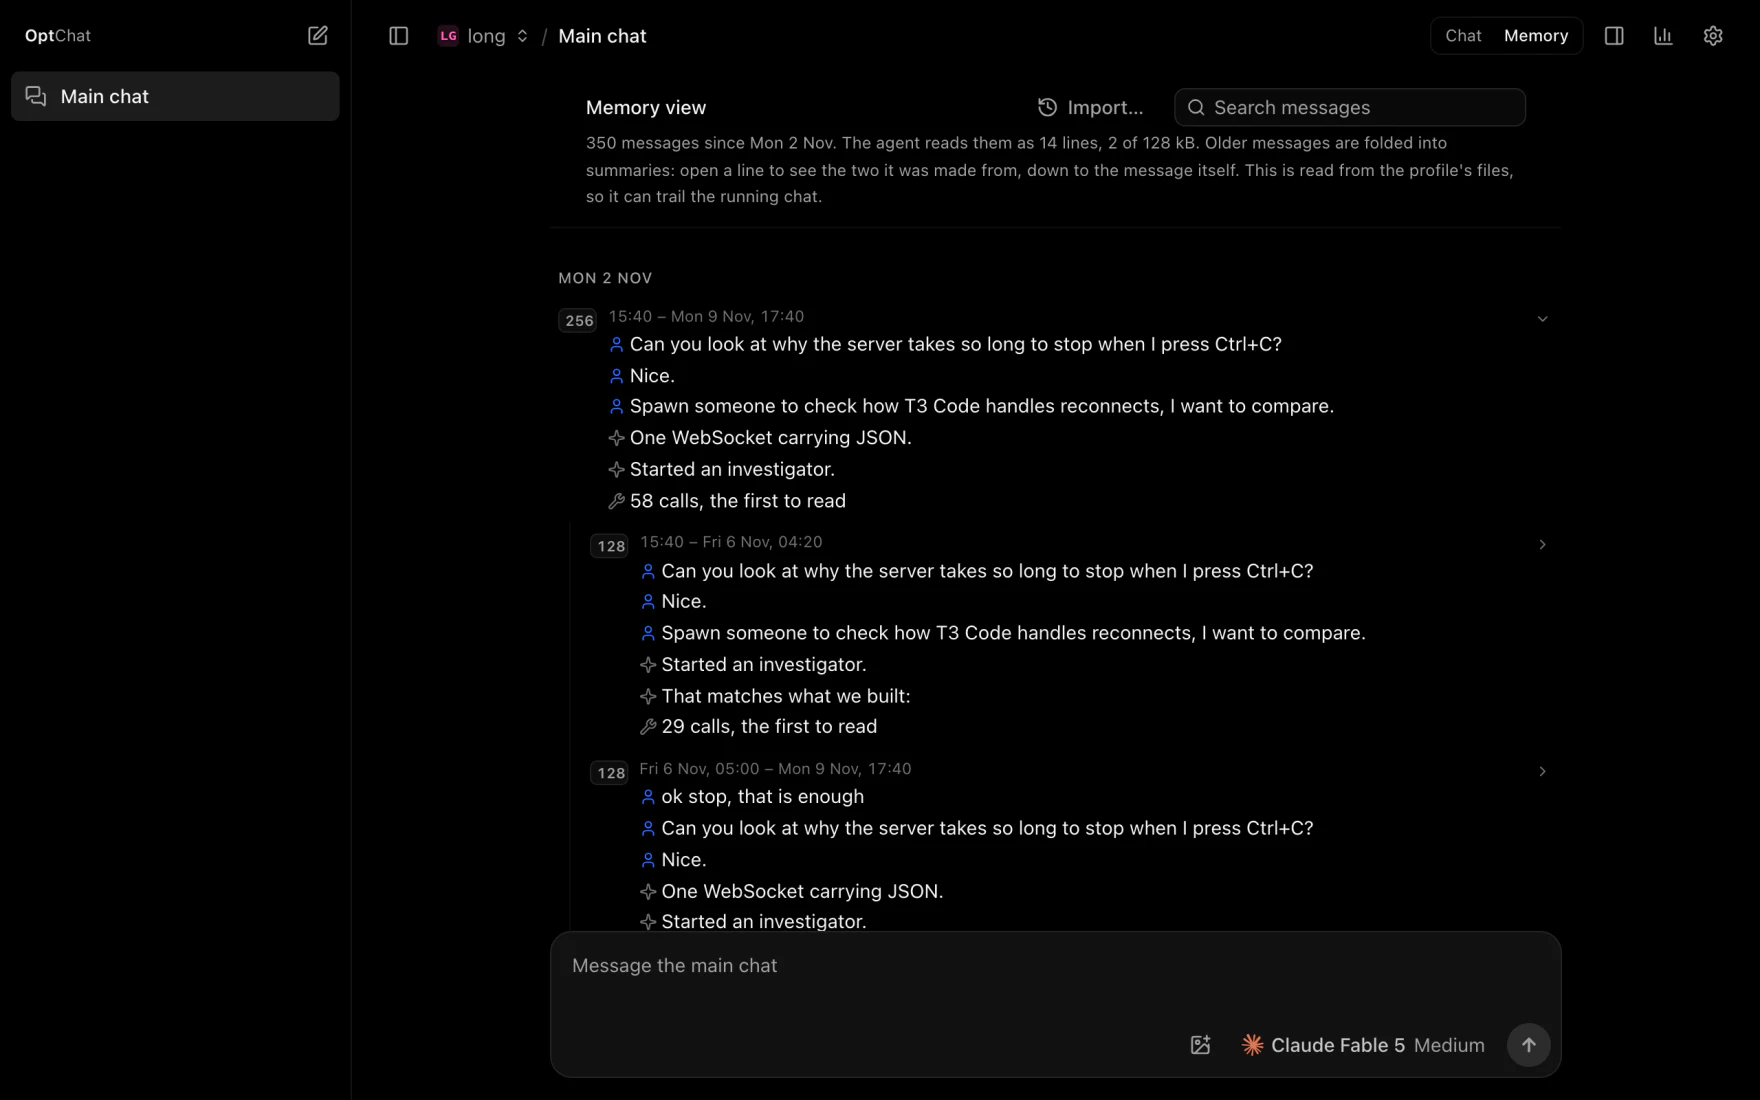 OptChat
LG long / Main chat
Chat Memory
Main chat
Memory view
Import...
Search messages
350 messages since Mon 2 Nov. The agent reads them as 14 lines, 2 of 128 kB. Older messages are folded into
summaries: open a line to see the two it was made from, down to the message itself. This is read from the profile's files,
so it can trail the running chat.
MON 2 NOV
256 15:40 – Mon 9 Nov, 17:40
Can you look at why the server takes so long to stop when I press Ctrl+C?
Nice.
Spawn someone to check how T3 Code handles reconnects, I want to compare.
One WebSocket carrying JSON.
Started an investigator.
58 calls, the first to read
128 15:40 – Fri 6 Nov, 04:20
Can you look at why the server takes so long to stop when I press Ctrl+C?
Nice.
Spawn someone to check how T3 Code handles reconnects, I want to compare.
Started an investigator.
That matches what we built:
29 calls, the first to read
128 Fri 6 Nov, 05:00 – Mon 9 Nov, 17:40
ok stop, that is enough
Can you look at why the server takes so long to stop when I press Ctrl+C?
Nice.
One WebSocket carrying JSON.
Started an investigator.
Message the main chat
Claude Fable 5 Medium